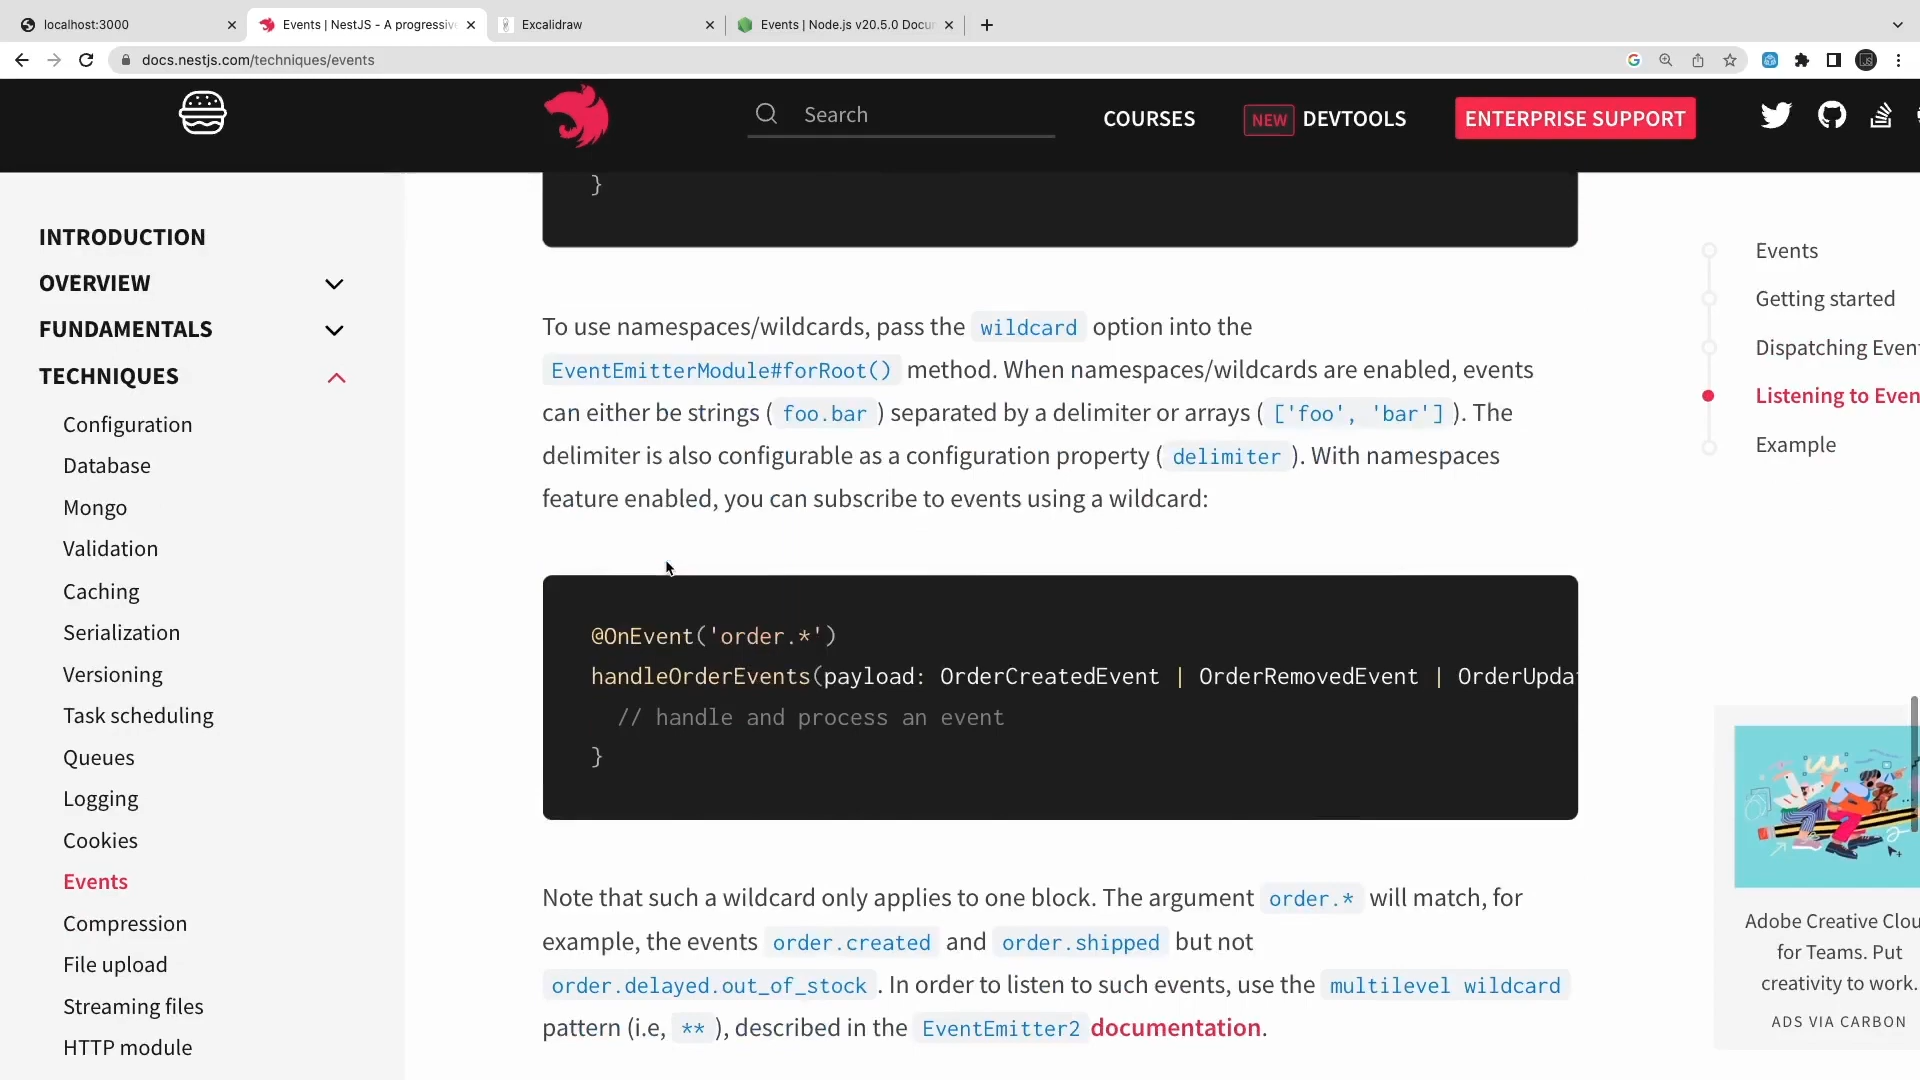 localhost:3000
Events | NestJS - A progressive
Excalidraw
Events | Node.js v20.5.0 Docu
docs.nestjs.com/techniques/events
Search
COURSES
NEW DEVTOOLS
ENTERPRISE SUPPORT
INTRODUCTION
OVERVIEW
FUNDAMENTALS
TECHNIQUES
Configuration
Database
Mongo
Validation
Caching
Serialization
Versioning
Task scheduling
Queues
Logging
Cookies
Events
Compression
File upload
Streaming files
HTTP module
}
To use namespaces/wildcards, pass the wildcard option into the
EventEmitterModule#forRoot() method. When namespaces/wildcards are enabled, events
can either be strings ( foo.bar ) separated by a delimiter or arrays ( ['foo', 'bar'] ). The
delimiter is also configurable as a configuration property ( delimiter ). With namespaces
feature enabled, you can subscribe to events using a wildcard:
@OnEvent('order.*')
handleOrderEvents(payload: OrderCreatedEvent | OrderRemovedEvent | OrderUpda
// handle and process an event
}
Note that such a wildcard only applies to one block. The argument order.* will match, for
example, the events order.created and order.shipped but not
order.delayed.out_of_stock . In order to listen to such events, use the multilevel wildcard
pattern (i.e, ** ), described in the EventEmitter2 documentation.
Events
Getting started
Dispatching Even
Listening to Even
Example
Adobe Creative Clou
for Teams. Put
creativity to work.
ADS VIA CARBON